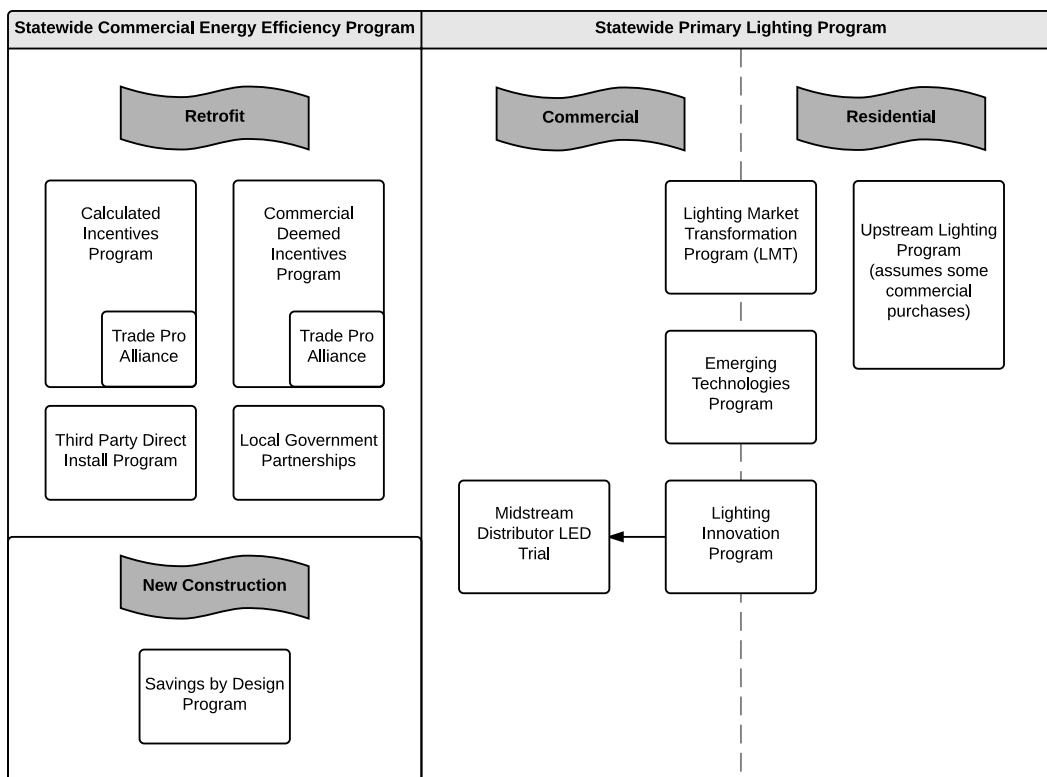 Statewide Commercial Energy Efficiency Program
Statewide Primary Lighting Program
Retrofit
Calculated
Incentives
Program
Trade Pro
Alliance
Commercial
Deemed
Incentives
Program
Trade Pro
Alliance
Third Party Direct
Install Program
Local Government
Partnerships
New Construction
Savings by Design
Program
Commercial
Residential
Lighting Market
Transformation
Program (LMT)
Upstream Lighting
Program
(assumes some
commercial
purchases)
Emerging
Technologies
Program
Midstream
Distributor LED
Trial
Lighting
Innovation
Program